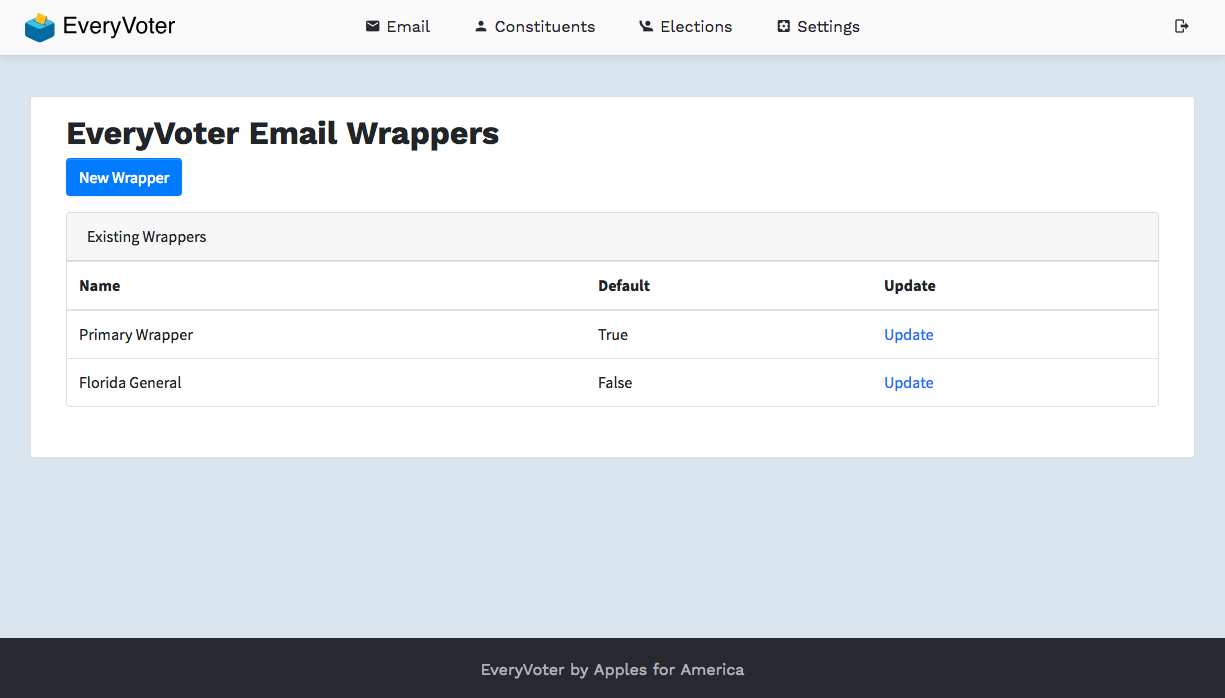 EveryVoter
Email Constituents Elections Settings
EveryVoter Email Wrappers
New Wrapper
Existing Wrappers
Name Default Update
Primary Wrapper True Update
Florida General False Update
EveryVoter by Apples for America